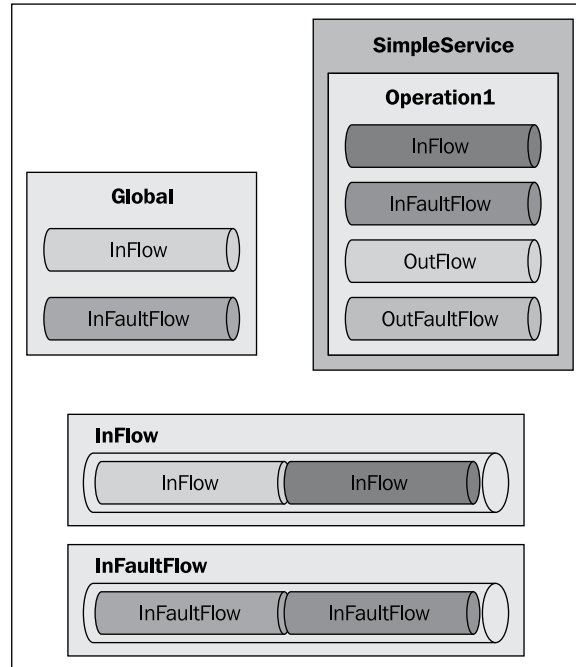 SimpleService
Operation1
InFlow
InFaultFlow
OutFlow
OutFaultFlow
Global
InFlow
InFaultFlow
InFlow
InFlow InFlow
InFaultFlow
InFaultFlow InFaultFlow